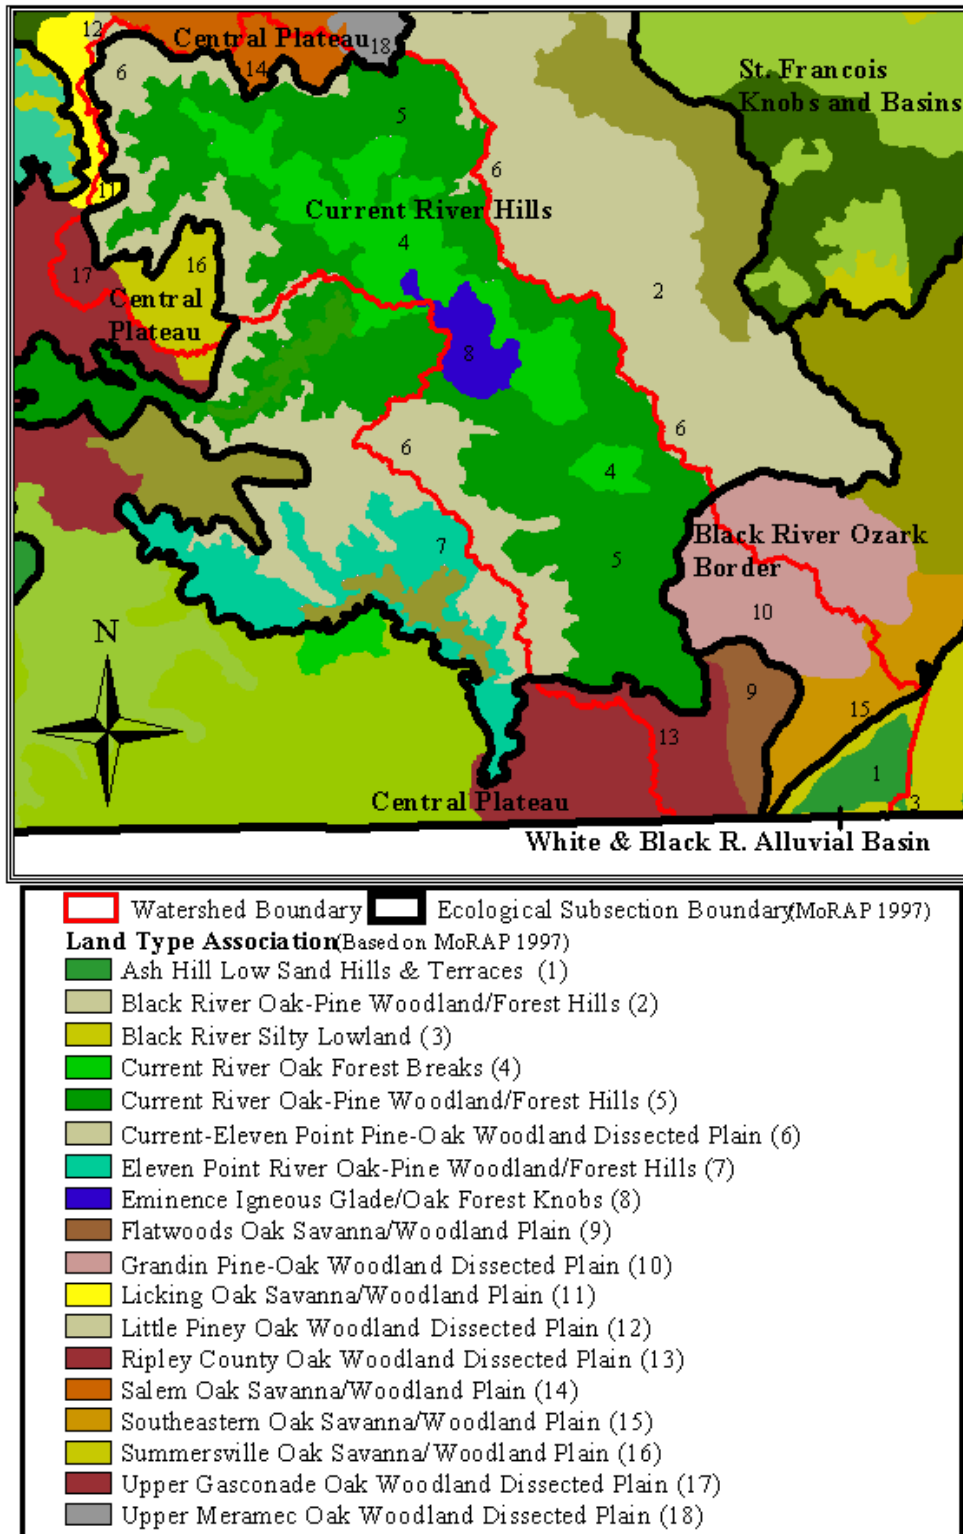 12
Central Plateau
18
6
14
St. Francois
Knobs and Basins
5
6
11
Current River Hills
4
16
17
Central
Plateau
2
8
6
6
4
Black River Ozark
Border
7
5
10
N
9
15
13
1
Central Plateau
3
White & Black R. Alluvial Basin
Watershed Boundary Ecological Subsection Boundary(MoRAP 1997)
Land Type Association(Based on MoRAP 1997)
Ash Hill Low Sand Hills & Terraces (1)
Black River Oak-Pine Woodland/Forest Hills (2)
Black River Silty Lowland (3)
Current River Oak Forest Breaks (4)
Current River Oak-Pine Woodland/Forest Hills (5)
Current-Eleven Point Pine-Oak Woodland Dissected Plain (6)
Eleven Point River Oak-Pine Woodland/Forest Hills (7)
Eminence Igneous Glade/Oak Forest Knobs (8)
Flatwoods Oak Savanna/Woodland Plain (9)
Grandin Pine-Oak Woodland Dissected Plain (10)
Licking Oak Savanna/Woodland Plain (11)
Little Piney Oak Woodland Dissected Plain (12)
Ripley County Oak Woodland Dissected Plain (13)
Salem Oak Savanna/Woodland Plain (14)
Southeastern Oak Savanna/Woodland Plain (15)
Summersville Oak Savanna/Woodland Plain (16)
Upper Gasconade Oak Woodland Dissected Plain (17)
Upper Meramec Oak Woodland Dissected Plain (18)